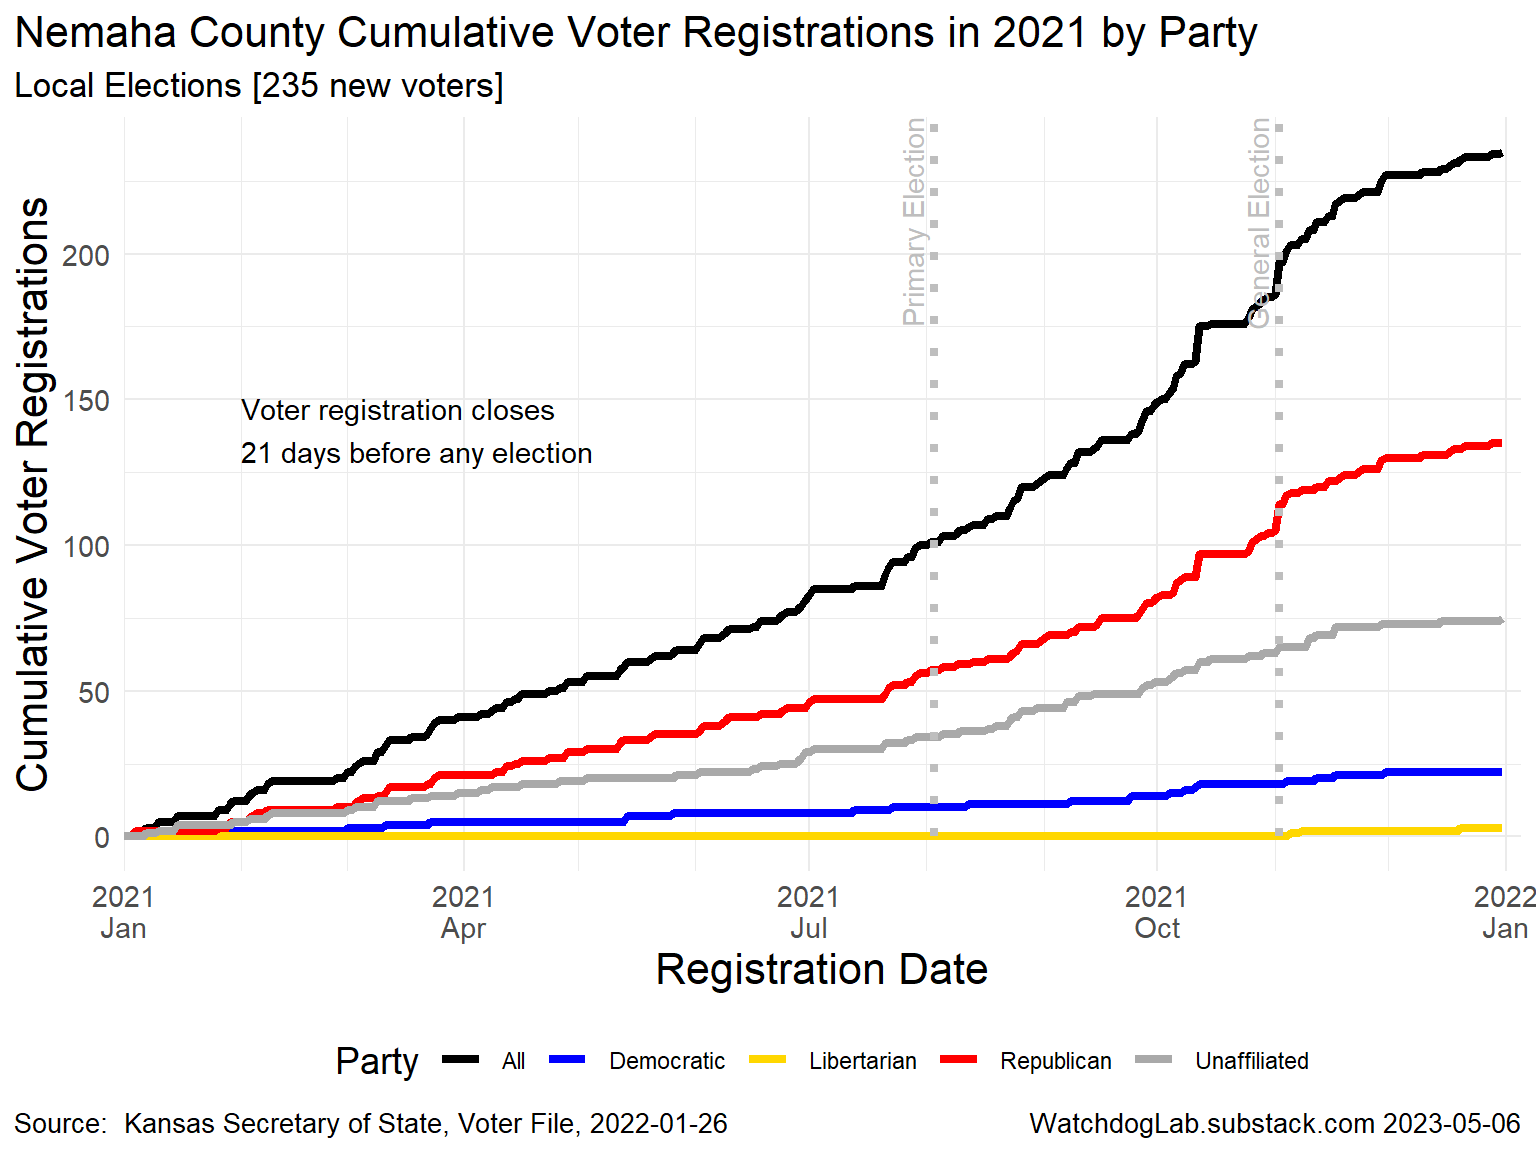 Nemaha County Cumulative Voter Registrations in 2021 by Party
Local Elections [235 new voters]
Cumulative Voter Registrations
200
150
100
50
0
Primary Election
General Election
Voter registration closes
21 days before any election
2021
Jan
2021
Apr
2021
Jul
2021
Oct
2022
Jan
Registration Date
Party All Democratic Libertarian Republican Unaffiliated
Source:  Kansas Secretary of State, Voter File, 2022-01-26
WatchdogLab.substack.com 2023-05-06